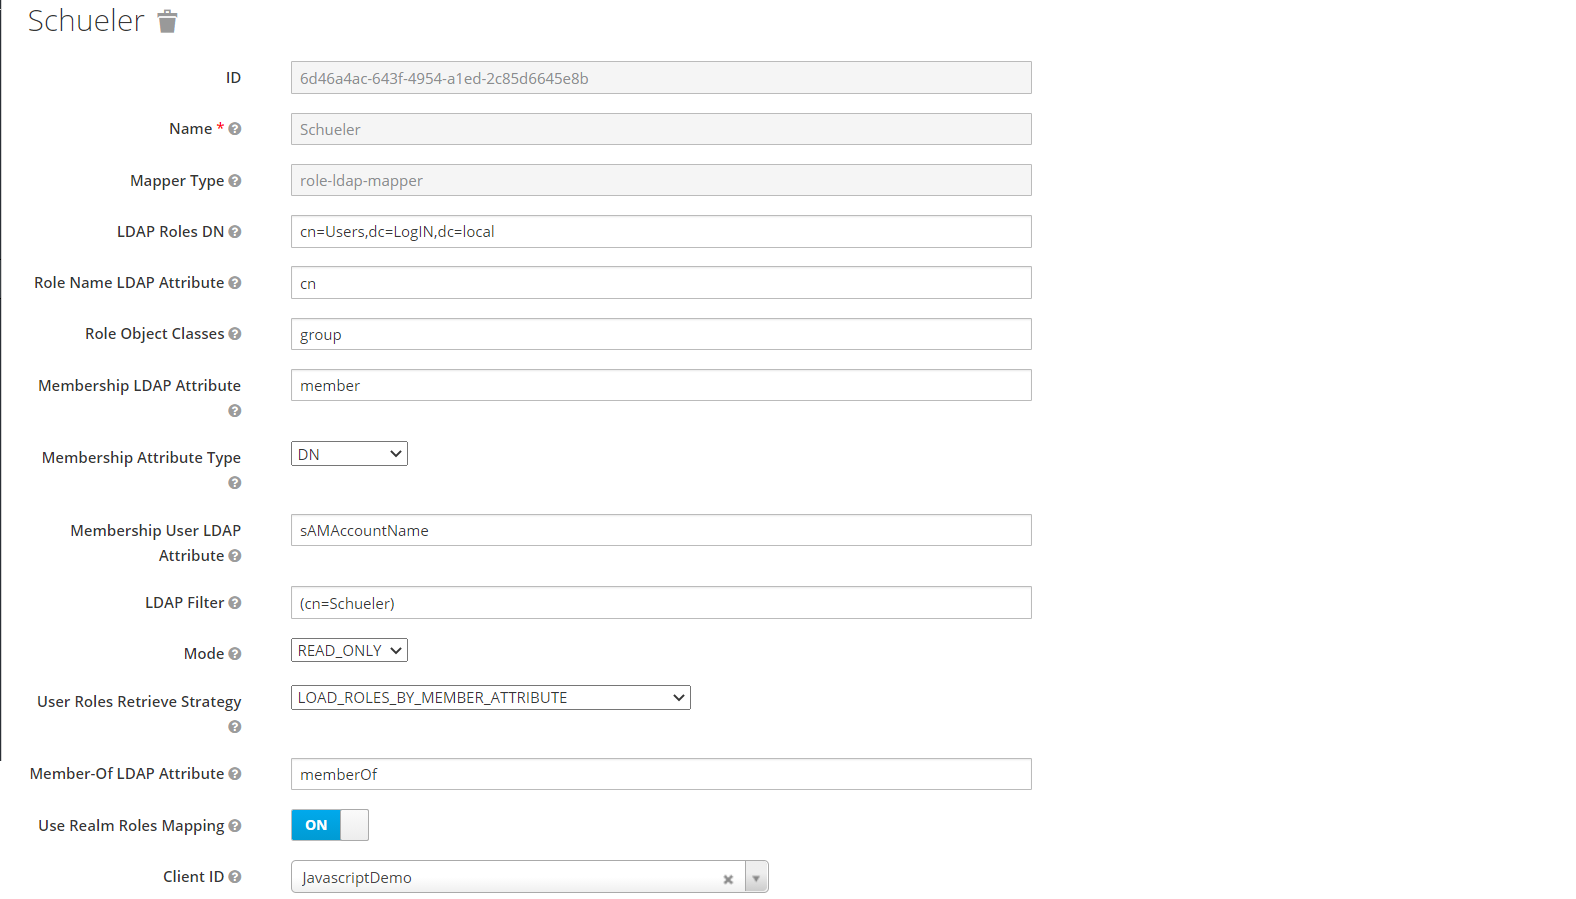 Schueler
ID
6d46a4ac-643f-4954-a1ed-2c85d6645e8b
Name *
Schueler
Mapper Type
role-ldap-mapper
LDAP Roles DN
cn=Users,dc=LogIN,dc=local
Role Name LDAP Attribute
cn
Role Object Classes
group
Membership LDAP Attribute
member
Membership Attribute Type
DN
Membership User LDAP
Attribute
sAMAccountName
LDAP Filter
(cn=Schueler)
Mode
READ_ONLY
User Roles Retrieve Strategy
LOAD_ROLES_BY_MEMBER_ATTRIBUTE
Member-Of LDAP Attribute
memberOf
Use Realm Roles Mapping
ON
Client ID
JavascriptDemo